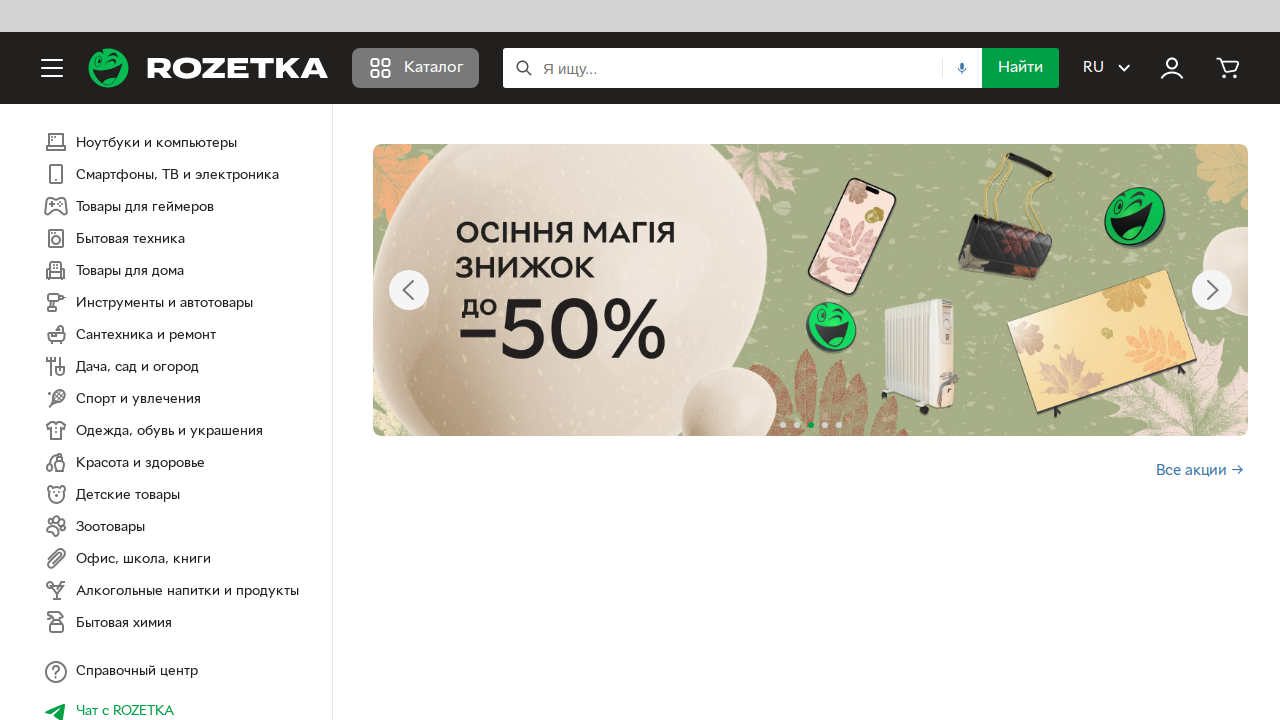 ROZETKA
Каталог
Я ищу...
Найти
RU
Ноутбуки и компьютеры
Смартфоны, ТВ и электроника
Товары для геймеров
Бытовая техника
Товары для дома
Инструменты и автотовары
Сантехника и ремонт
Дача, сад и огород
Спорт и увлечения
Одежда, обувь и украшения
Красота и здоровье
Детские товары
Зоотовары
Офис, школа, книги
Алкогольные напитки и продукты
Бытовая химия
Справочный центр
Чат с ROZETKA
ОСІННЯ МАГІЯ
ЗНИЖОК
ДО
–50%
Все акции →